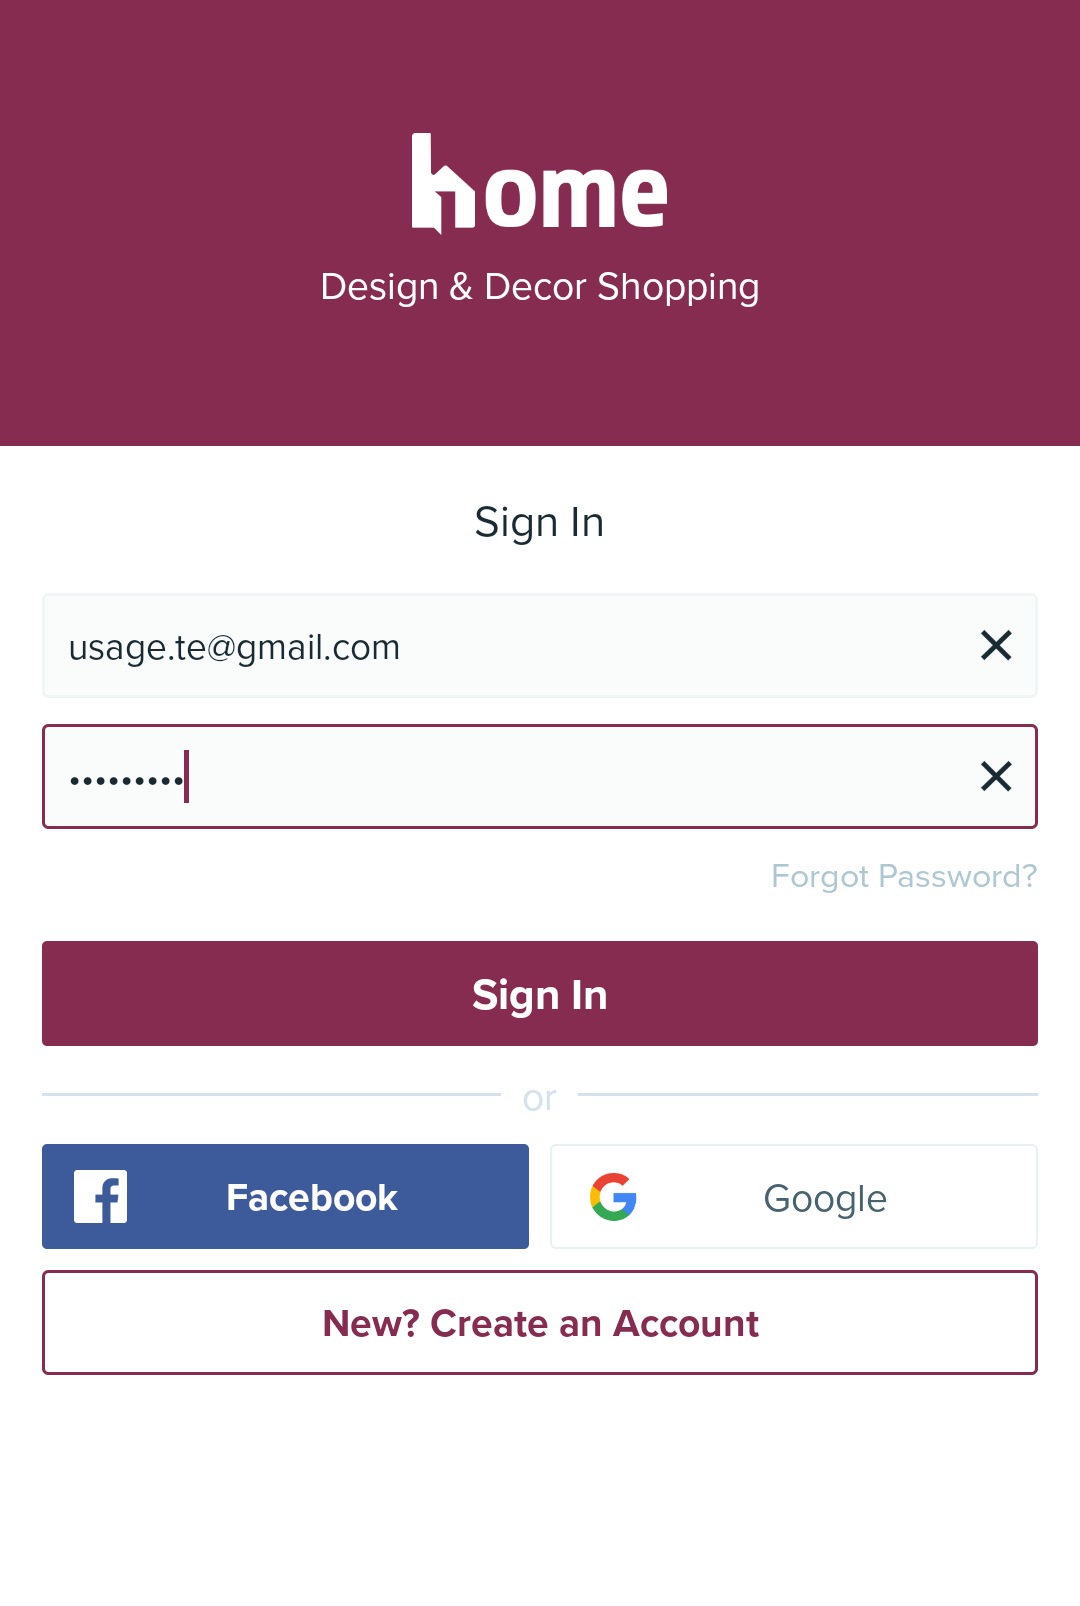 home
Design & Decor Shopping
Sign In
usage.te@gmail.com
•••••••••
Forgot Password?
Sign In
or
Facebook
Google
New? Create an Account